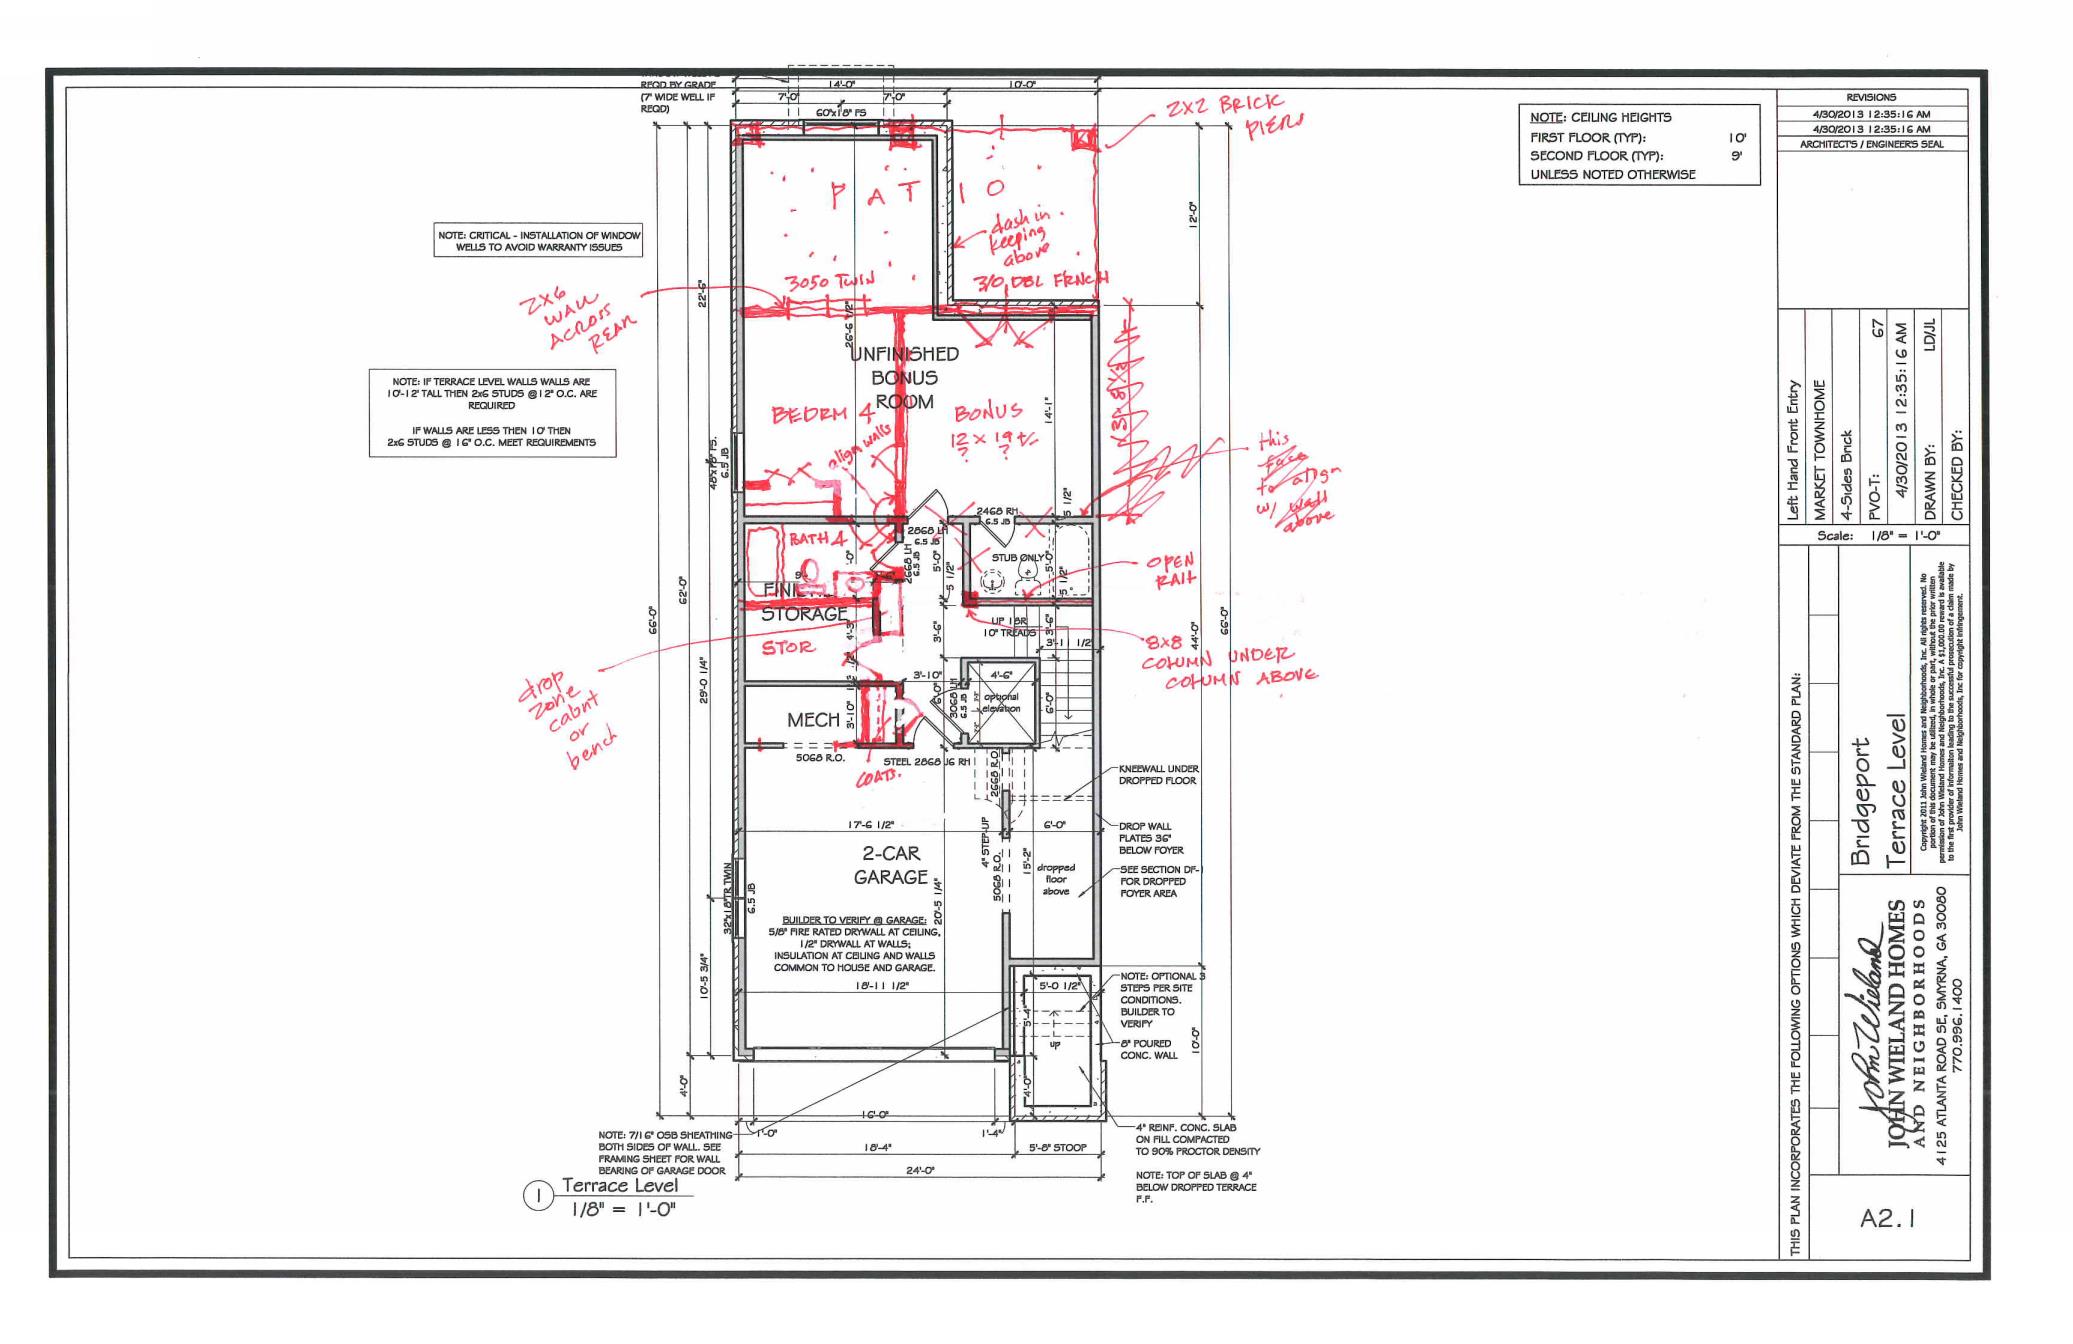 REQD BY GRADE
(7' WIDE WELL IF
REQD)
14'-0"
10'-0"
7'-0"
7'-0"
60"x18" FS
2X2 BRICK
PIERS
PATIO
dash in
keeping
above
3050 TWIN
3/0 DBL FRNCH
12'-0"
NOTE: CRITICAL - INSTALLATION OF WINDOW
WELLS TO AVOID WARRANTY ISSUES
2X6
WALL
ACROSS
REAR
22'-6"
26'-6 1/2"
NOTE: IF TERRACE LEVEL WALLS WALLS ARE
10'-12' TALL THEN 2x6 STUDS @12" O.C. ARE
REQUIRED
IF WALLS ARE LESS THEN 10' THEN
2x6 STUDS @ 16" O.C. MEET REQUIREMENTS
UNFINISHED
BONUS
ROOM
BEDRM 4
BONUS
12 X 19 +/-
? ?
align walls
14'-1"
48"x18" FS.
6.5 JB
this
face
to align
w/ wall
above
2868 LH
6.5 JB
2468 RH
6.5 JB
5 1/2"
BATH 4
2668 LH
6.5 JB
5'-0"
STUB ONLY
5'-0"
5 1/2"
5 1/2"
OPEN
RAIL
STORAGE
STOR
4'-3"
3'-6"
UP 18R
10" TREADS
3'-6"
3'-11 1/2"
8X8
COLUMN UNDER
COLUMN ABOVE
drop
zone
cabnt
or
bench
66'-0"
62'-0"
29'-0 1/4"
44'-0"
66'-0"
3'-10"
4'-6"
MECH
3'-10"
6'-0"
3068 LH
6.5 JB
optional
elevation
6'-0"
5068 R.O.
COATS.
STEEL 2868 J6 RH
2668 R.O.
KNEEWALL UNDER
DROPPED FLOOR
17'-6 1/2"
6'-0"
4" STEP-UP
DROP WALL
PLATES 36"
BELOW FOYER
2-CAR
GARAGE
20'-5 1/4"
5068 R.O.
15'-2"
dropped
floor
above
SEE SECTION DF-1
FOR DROPPED
FOYER AREA
32"x18"TR TWIN
6.5 JB
BUILDER TO VERIFY @ GARAGE:
5/8" FIRE RATED DRYWALL AT CEILING,
1/2" DRYWALL AT WALLS;
INSULATION AT CEILING AND WALLS
COMMON TO HOUSE AND GARAGE.
10'-5 3/4"
18'-11 1/2"
5'-0 1/2"
NOTE: OPTIONAL 3
STEPS PER SITE
CONDITIONS.
BUILDER TO
VERIFY
5'-4"
up
8" POURED
CONC. WALL
10'-0"
4'-0"
4'-0"
16'-0"
1'-0"
1'-4"
NOTE: 7/16" OSB SHEATHING
BOTH SIDES OF WALL. SEE
FRAMING SHEET FOR WALL
BEARING OF GARAGE DOOR
18'-4"
5'-8" STOOP
24'-0"
4" REINF. CONC. SLAB
ON FILL COMPACTED
TO 90% PROCTOR DENSITY
NOTE: TOP OF SLAB @ 4"
BELOW DROPPED TERRACE
F.F.
1
Terrace Level
1/8" = 1'-0"
NOTE: CEILING HEIGHTS
FIRST FLOOR (TYP): 10'
SECOND FLOOR (TYP): 9'
UNLESS NOTED OTHERWISE
REVISIONS
4/30/2013 12:35:16 AM
4/30/2013 12:35:16 AM
ARCHITECT'S / ENGINEER'S SEAL
Left Hand Front Entry
MARKET TOWNHOME
4-Sides Brick
PVO-T: 67
4/30/2013 12:35:16 AM
DRAWN BY: LD/JL
CHECKED BY:
Scale: 1/8" = 1'-0"
THIS PLAN INCORPORATES THE FOLLOWING OPTIONS WHICH DEVIATE FROM THE STANDARD PLAN:
Bridgeport
Terrace Level
Copyright 2011 John Wieland Homes and Neighborhoods, Inc. All rights reserved. No
portion of this document may be utilized, in whole or part, without the prior written
permission of John Wieland Homes and Neighborhoods, Inc. A $1,000.00 reward is available
to the first provider of information leading to the successful prosecution of a claim made by
John Wieland Homes and Neighborhoods, Inc for copyright infringement.
John Wieland
JOHN WIELAND HOMES
AND NEIGHBORHOODS
4125 ATLANTA ROAD SE, SMYRNA, GA 30080
770.996.1400
A2.1